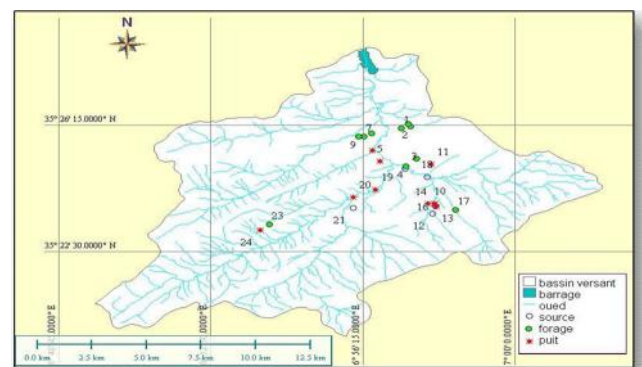 N
35° 26' 15.0000" N
1
2
7
9
5
3
11
18
4
19
20
14
10
17
21
16
12
13
23
24
35° 22' 30.0000" N
6° 56' 15.0000" E
7° 00' 0.0000" E
bassin versant
barrage
oued
source
forage
puit
0.0 km
2.5 km
5.0 km
7.5 km
10.0 km
12.5 km